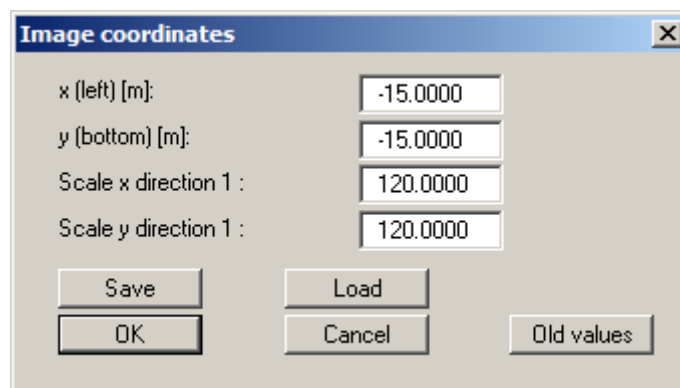 Image coordinates
x (left) [m]: -15.0000
y (bottom) [m]: -15.0000
Scale x direction 1 : 120.0000
Scale y direction 1 : 120.0000
Save Load
OK Cancel Old values